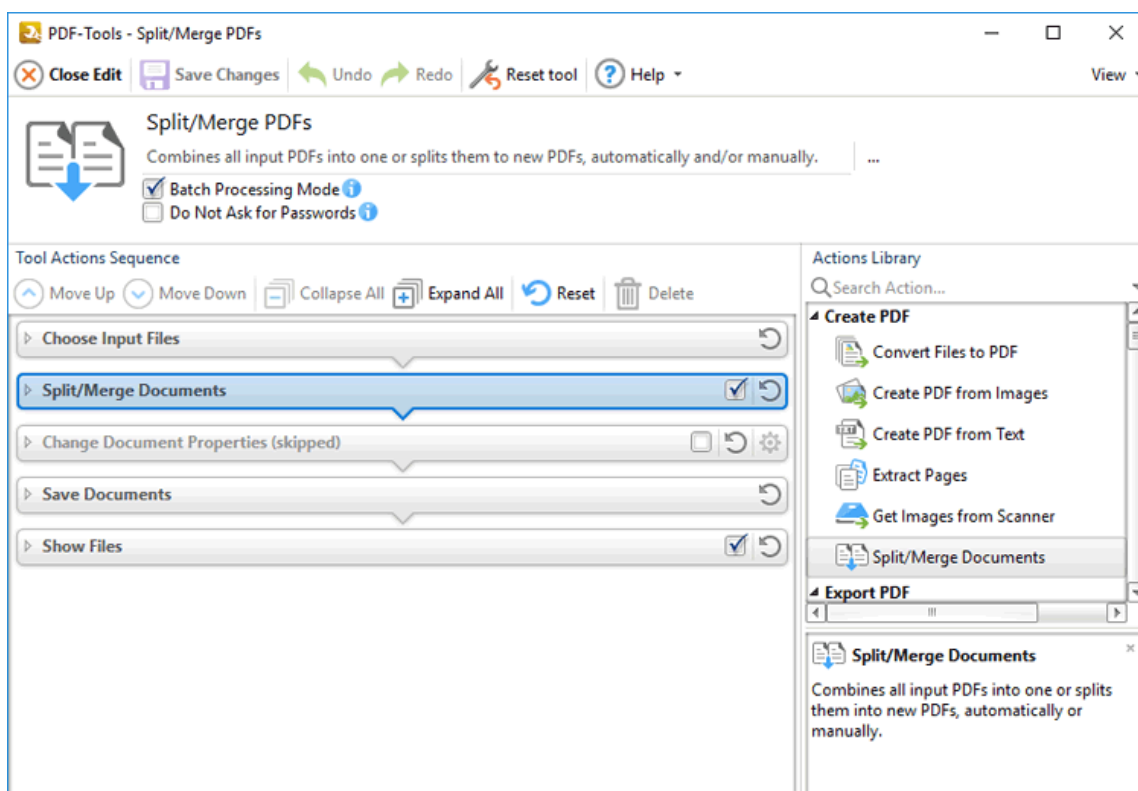 PDF-Tools - Split/Merge PDFs
Close Edit Save Changes Undo Redo Reset tool Help View
Split/Merge PDFs
Combines all input PDFs into one or splits them to new PDFs, automatically and/or manually. ...
Batch Processing Mode
Do Not Ask for Passwords
Tool Actions Sequence
Move Up Move Down Collapse All Expand All Reset Delete
Choose Input Files
Split/Merge Documents
Change Document Properties (skipped)
Save Documents
Show Files
Actions Library
Search Action...
Create PDF
Convert Files to PDF
Create PDF from Images
Create PDF from Text
Extract Pages
Get Images from Scanner
Split/Merge Documents
Export PDF
Split/Merge Documents
Combines all input PDFs into one or splits
them into new PDFs, automatically or
manually.